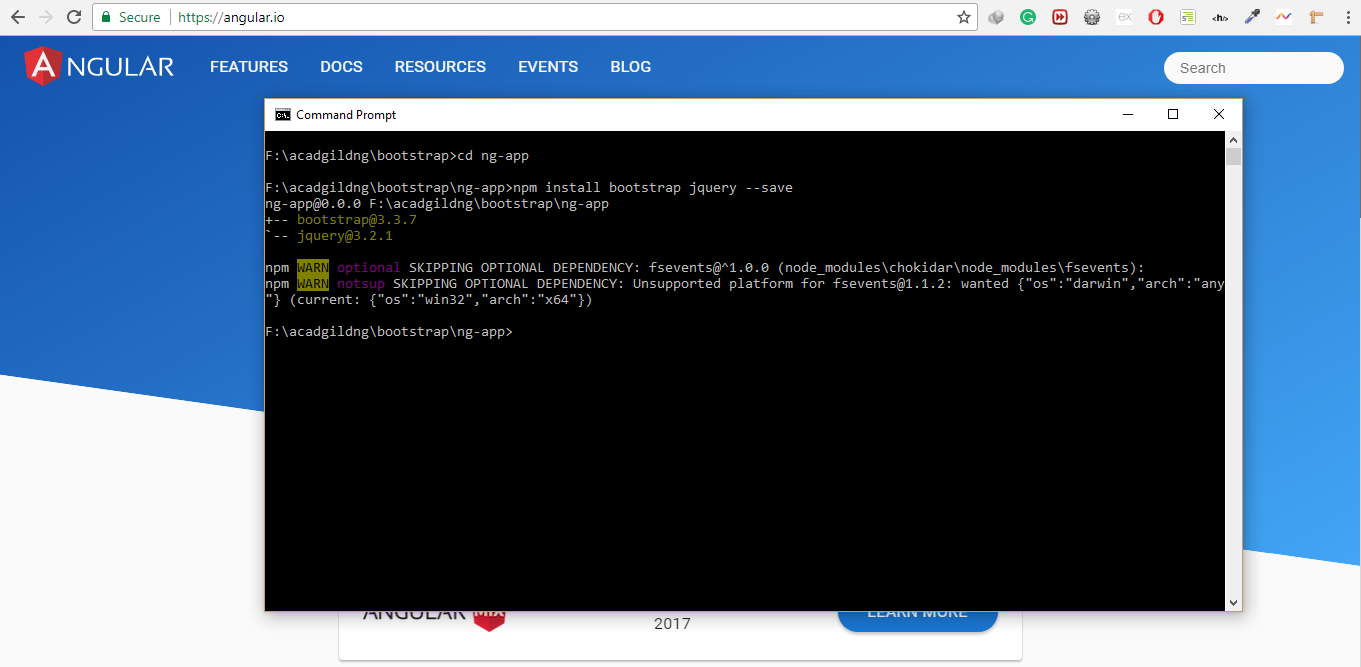 Secure https://angular.io
ANGULAR FEATURES DOCS RESOURCES EVENTS BLOG Search
Command Prompt
F:\acadgildng\bootstrap>cd ng-app
F:\acadgildng\bootstrap\ng-app>npm install bootstrap jquery --save
ng-app@0.0.0 F:\acadgildng\bootstrap\ng-app
+-- bootstrap@3.3.7
`-- jquery@3.2.1
npm WARN optional SKIPPING OPTIONAL DEPENDENCY: fsevents@^1.0.0 (node_modules\chokidar\node_modules\fsevents):
npm WARN notsup SKIPPING OPTIONAL DEPENDENCY: Unsupported platform for fsevents@1.1.2: wanted {"os":"darwin","arch":"any
"} (current: {"os":"win32","arch":"x64"})
F:\acadgildng\bootstrap\ng-app>
ANGULAR MIX LEARN MORE
2017